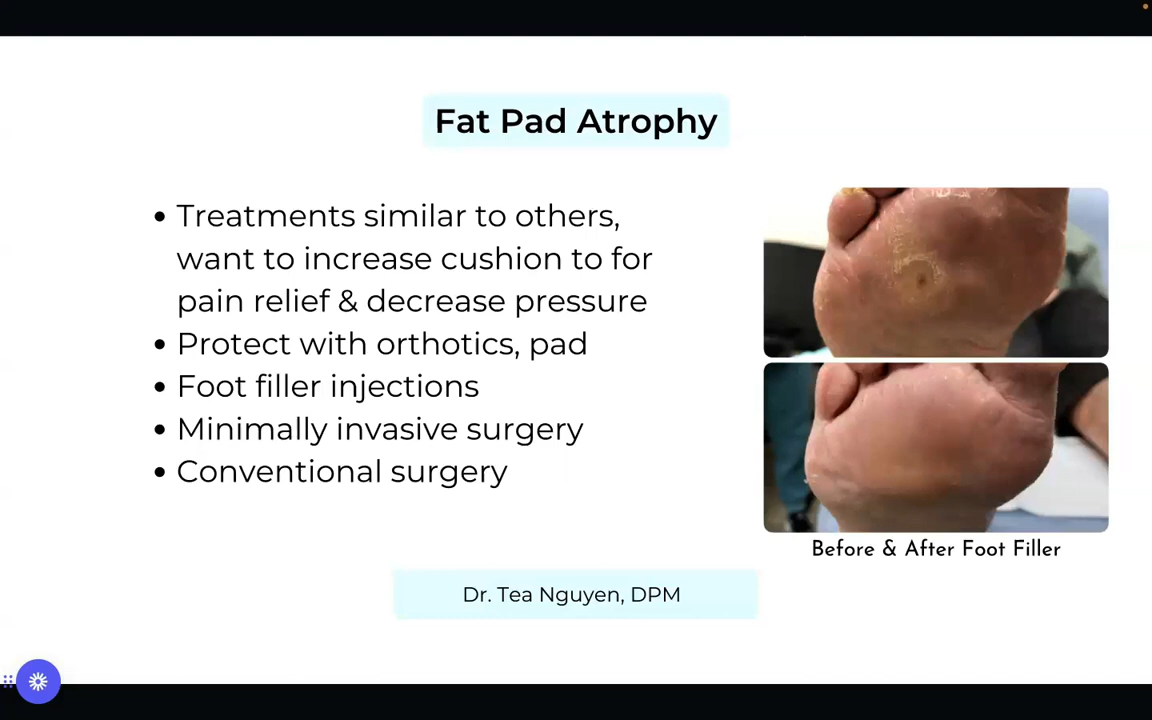 Fat Pad Atrophy
• Treatments similar to others,
want to increase cushion to for
pain relief & decrease pressure
• Protect with orthotics, pad
• Foot filler injections
• Minimally invasive surgery
• Conventional surgery
Before & After Foot Filler
Dr. Tea Nguyen, DPM